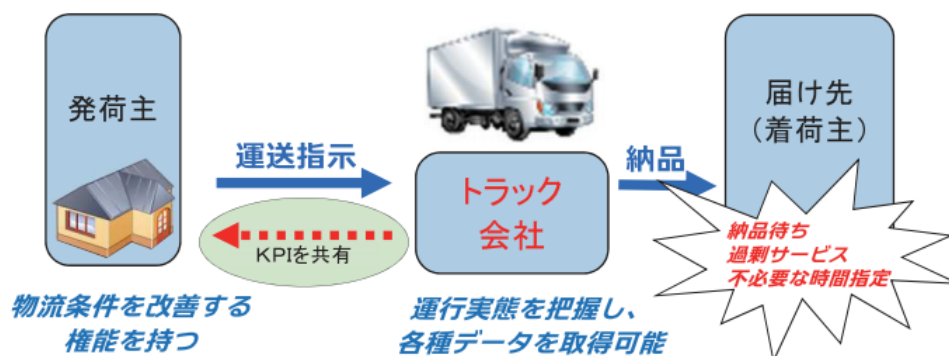 発荷主
運送指示
KPIを共有
トラック
会社
納品
届け先
（着荷主）
納品待ち
過剰サービス
不必要な時間指定
物流条件を改善する
権能を持つ
運行実態を把握し、
各種データを取得可能